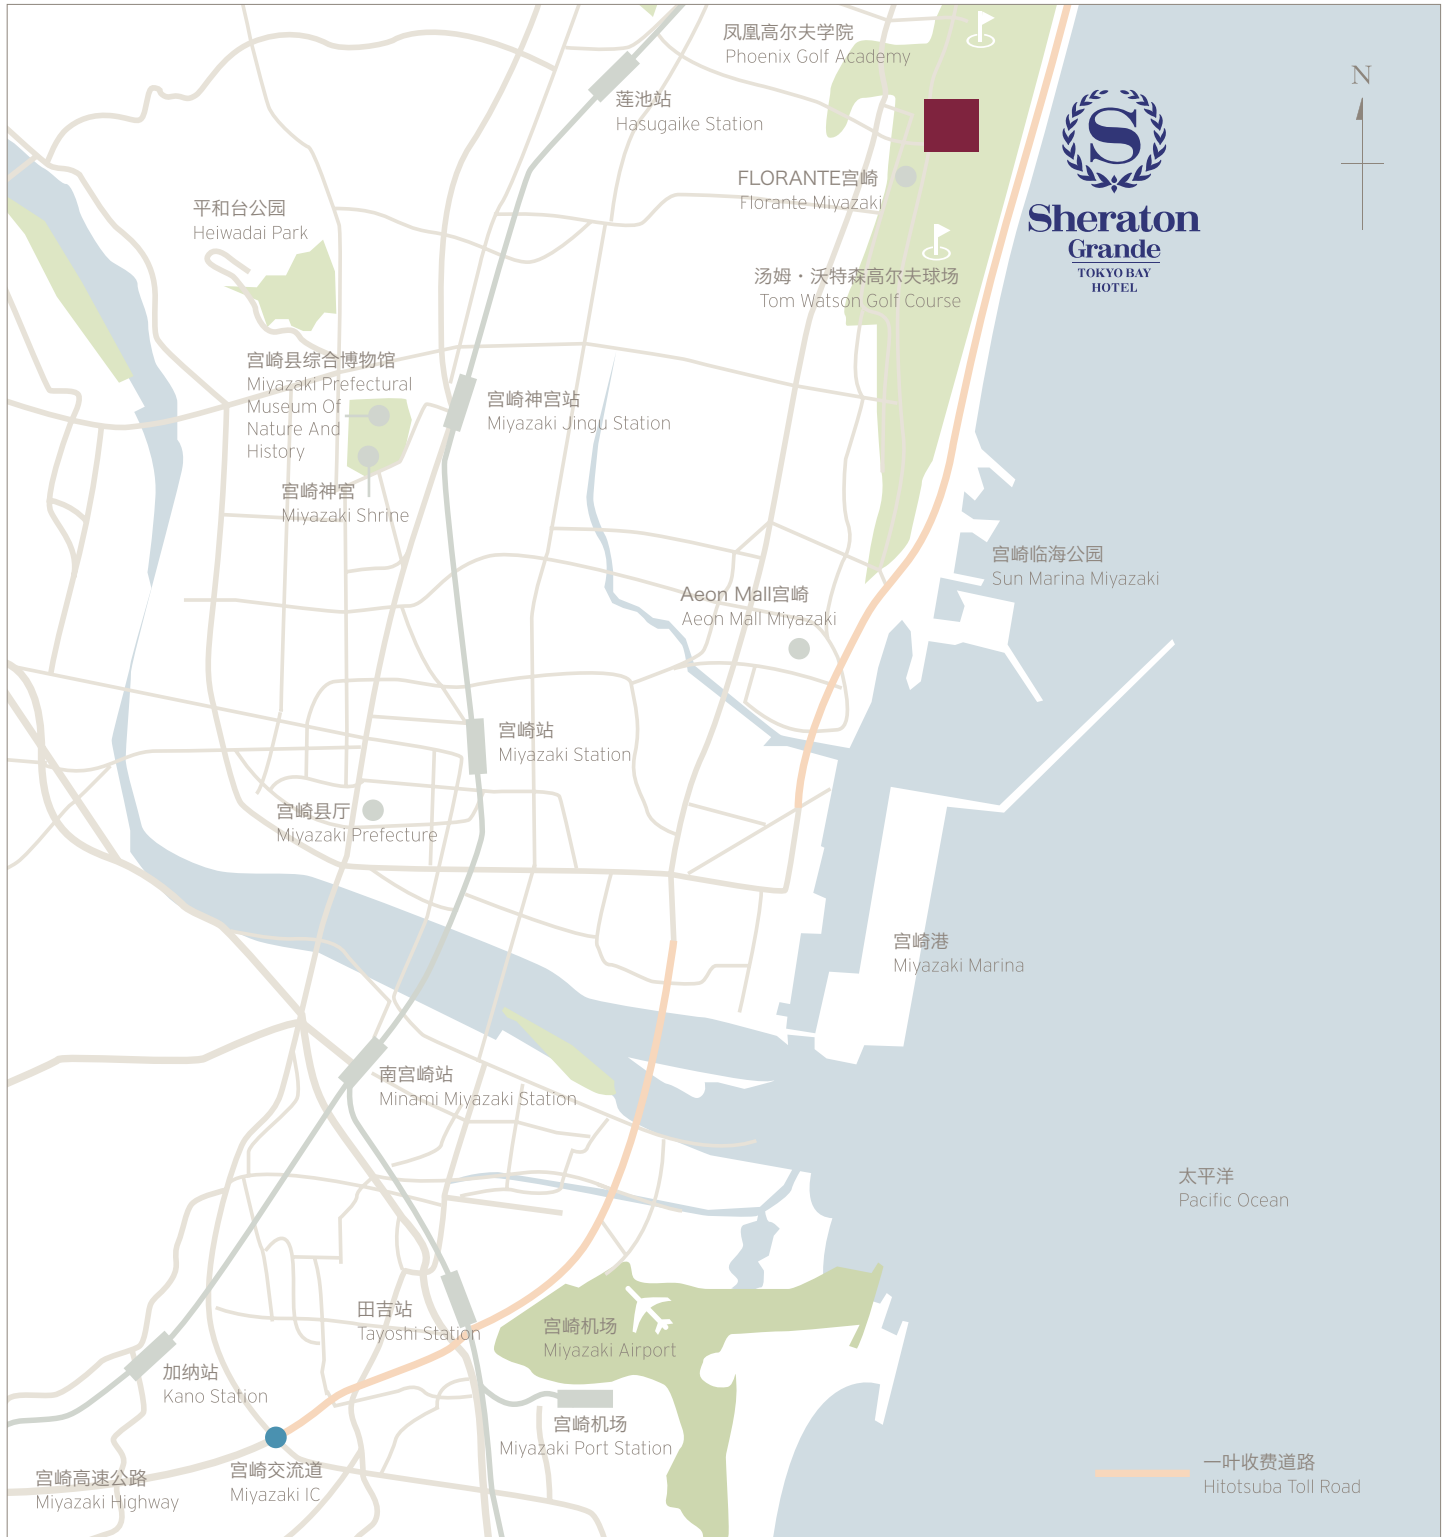 凤凰高尔夫学院
Phoenix Golf Academy
N
莲池站
Hasugaike Station
S
Sheraton
Grande
TOKYO BAY
HOTEL
FLORANTE宫崎
Florante Miyazaki
平和台公园
Heiwadai Park
汤姆・沃特森高尔夫球场
Tom Watson Golf Course
宫崎县综合博物馆
Miyazaki Prefectural
Museum Of
Nature And
History
宫崎神宫站
Miyazaki Jingu Station
宫崎神宫
Miyazaki Shrine
宫崎临海公园
Sun Marina Miyazaki
Aeon Mall宫崎
Aeon Mall Miyazaki
宫崎站
Miyazaki Station
宫崎县厅
Miyazaki Prefecture
宫崎港
Miyazaki Marina
南宫崎站
Minami Miyazaki Station
太平洋
Pacific Ocean
田吉站
Tayoshi Station
宫崎机场
Miyazaki Airport
加纳站
Kano Station
宫崎机场
Miyazaki Port Station
宫崎高速公路
Miyazaki Highway
宫崎交流道
Miyazaki IC
一叶收费道路
Hitotsuba Toll Road